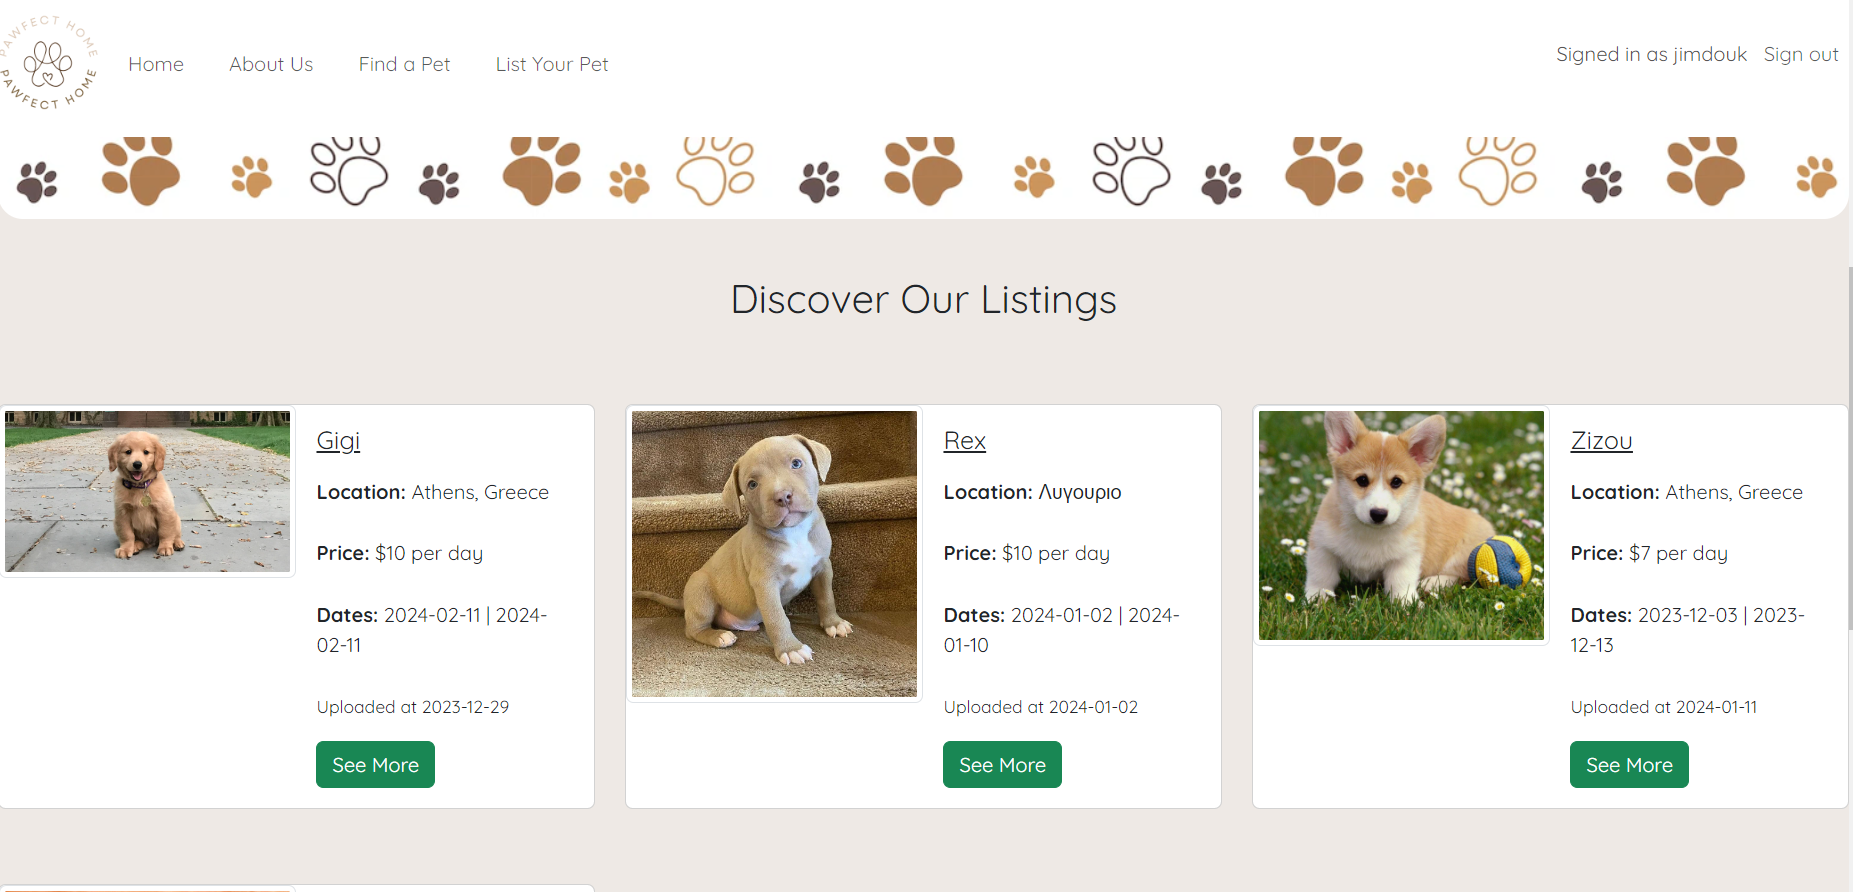 PAWFECT HOME
PAWFECT HOME
Home About Us Find a Pet List Your Pet
Signed in as jimdouk Sign out
Discover Our Listings
Gigi
Location: Athens, Greece
Price: $10 per day
Dates: 2024-02-11 | 2024-
02-11
Uploaded at 2023-12-29
See More
Rex
Location: Λυγουριο
Price: $10 per day
Dates: 2024-01-02 | 2024-
01-10
Uploaded at 2024-01-02
See More
Zizou
Location: Athens, Greece
Price: $7 per day
Dates: 2023-12-03 | 2023-
12-13
Uploaded at 2024-01-11
See More